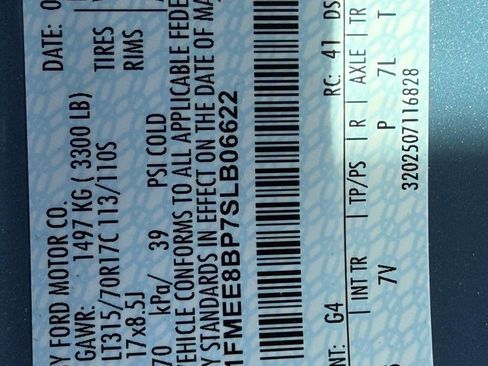 Y FORD MOTOR CO. DATE: 0
GAWR: 1497 KG ( 3300 LB)
LT315/70R17C 113/110S TIRES
17x8.5J RIMS
70 kPa/ 39 PSI COLD
VEHICLE CONFORMS TO ALL APPLICABLE FEDE
Y STANDARDS IN EFFECT ON THE DATE OF MA
1FMEE8BP7SLB06622
NT: G4 RC: 41 DS
INT TR | TP/PS | R | AXLE | TR
7V P 7L T
3202507116828